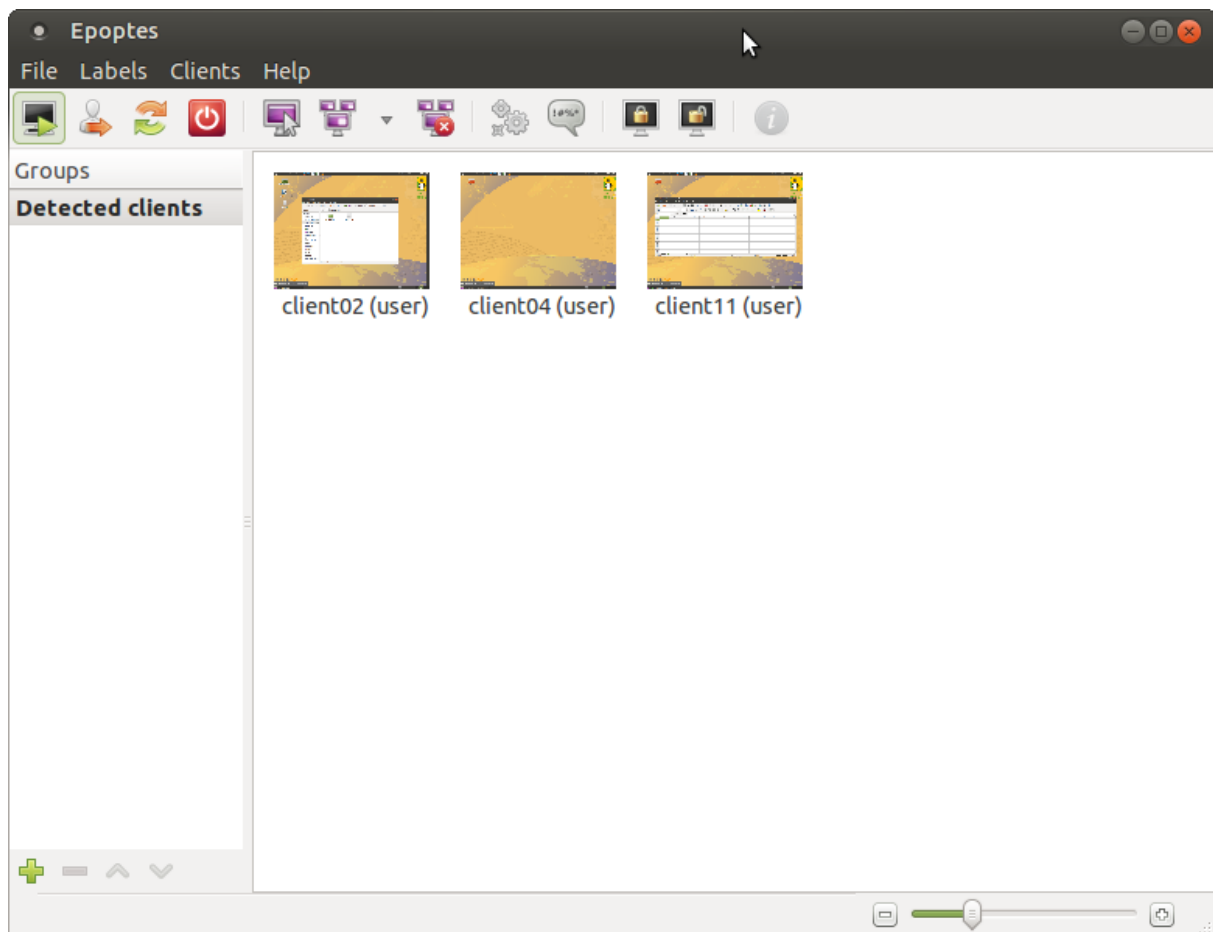 Epoptes
File Labels Clients Help
!@%*
Groups
Detected clients
client02 (user) client04 (user) client11 (user)